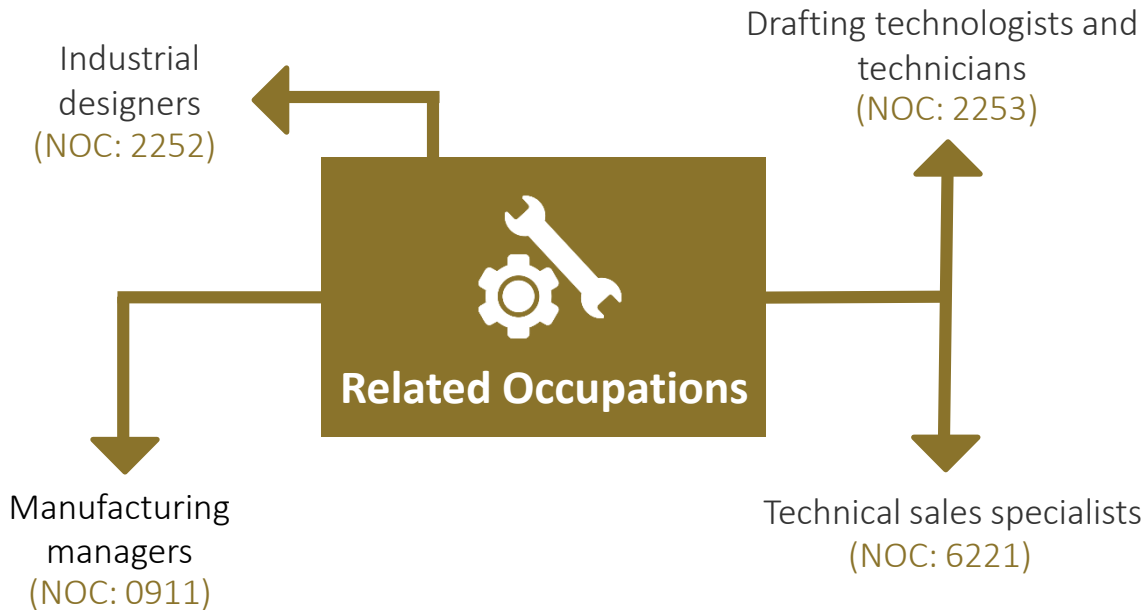 Industrial
designers
(NOC: 2252)
Drafting technologists and
technicians
(NOC: 2253)
Related Occupations
Manufacturing
managers
(NOC: 0911)
Technical sales specialists
(NOC: 6221)